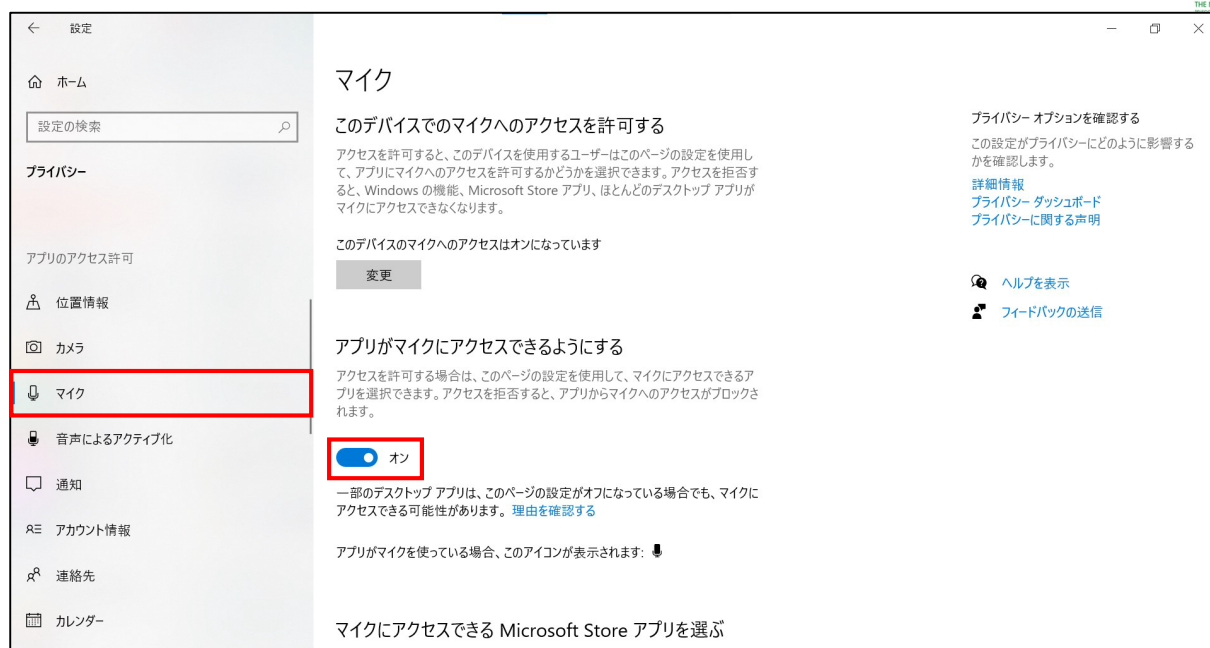 THE
設定
ホーム
設定の検索
プライバシー
アプリのアクセス許可
位置情報
カメラ
マイク
音声によるアクティブ化
通知
アカウント情報
連絡先
カレンダー
マイク
このデバイスでのマイクへのアクセスを許可する
アクセスを許可すると、このデバイスを使用するユーザーはこのページの設定を使用し
て、アプリにマイクへのアクセスを許可するかどうかを選択できます。アクセスを拒否す
ると、Windows の機能、Microsoft Store アプリ、ほとんどのデスクトップ アプリが
マイクにアクセスできなくなります。
このデバイスのマイクへのアクセスはオンになっています
変更
アプリがマイクにアクセスできるようにする
アクセスを許可する場合は、このページの設定を使用して、マイクにアクセスできるア
プリを選択できます。アクセスを拒否すると、アプリからマイクへのアクセスがブロックさ
れます。
オン
一部のデスクトップ アプリは、このページの設定がオフになっている場合でも、マイクに
アクセスできる可能性があります。 理由を確認する
アプリがマイクを使っている場合、このアイコンが表示されます:
マイクにアクセスできる Microsoft Store アプリを選ぶ
プライバシー オプションを確認する
この設定がプライバシーにどのように影響する
かを確認します。
詳細情報
プライバシー ダッシュボード
プライバシーに関する声明
ヘルプを表示
フィードバックの送信